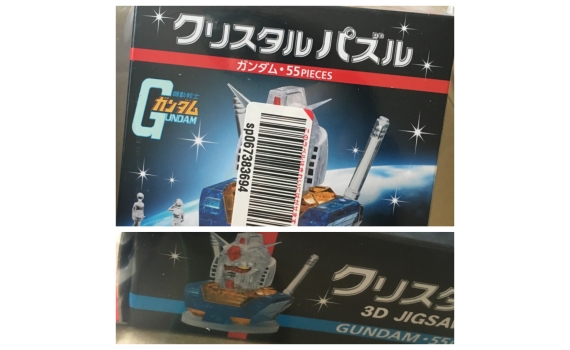 クリスタルパズル
ガンダム・55PIECES
機動戦士
ガンダム
GUNDAM
sp067383694
クリスタ
3D JIGSA
GUNDAM・55